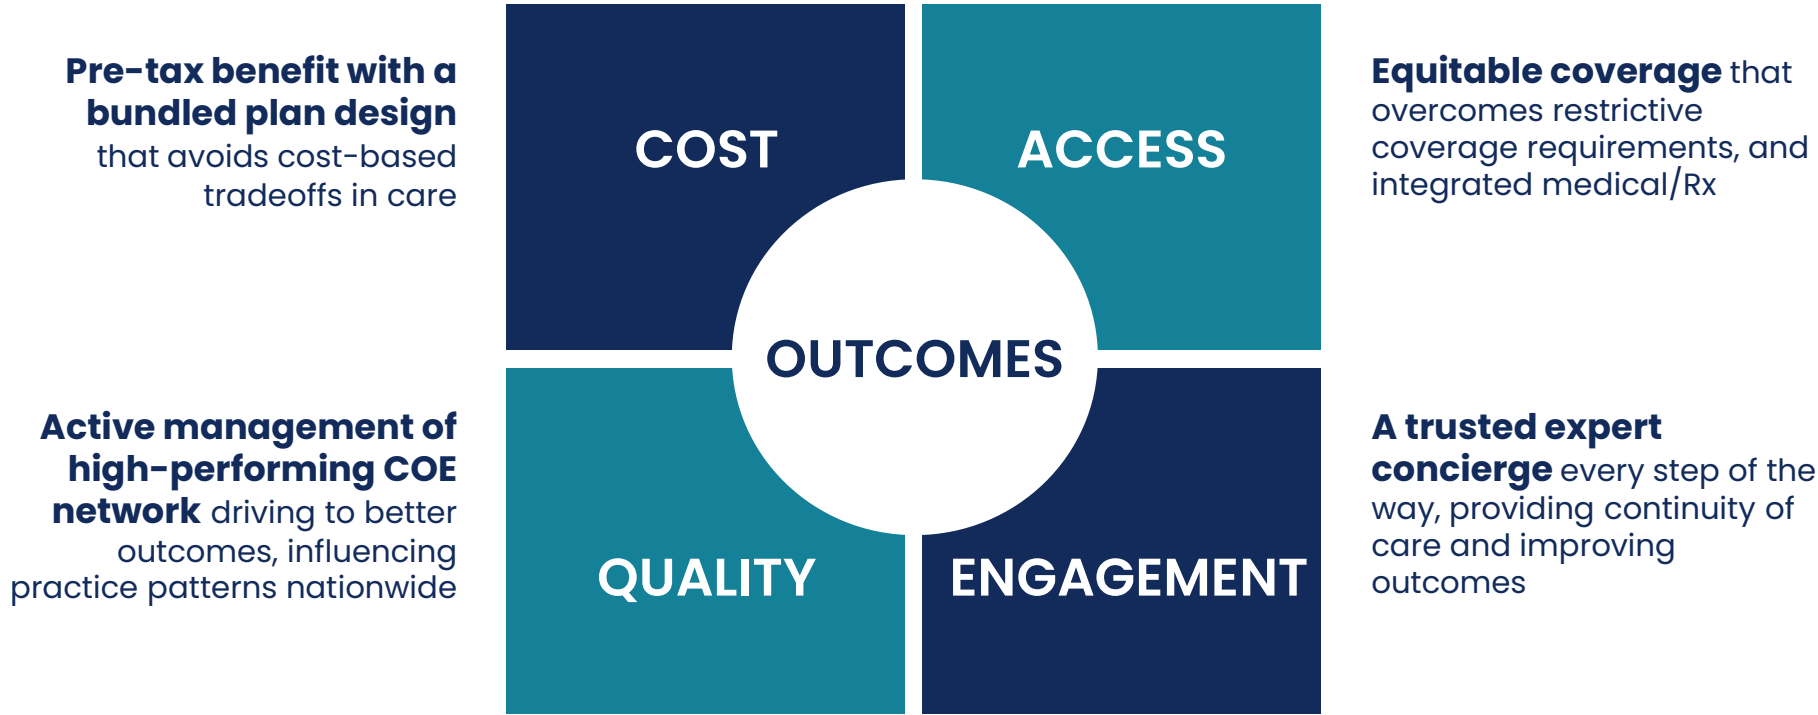 Pre-tax benefit with a
bundled plan design
that avoids cost-based
tradeoffs in care
COST
ACCESS
Equitable coverage that
overcomes restrictive
coverage requirements, and
integrated medical/Rx
OUTCOMES
Active management of
high-performing COE
network driving to better
outcomes, influencing
practice patterns nationwide
QUALITY
ENGAGEMENT
A trusted expert
concierge every step of the
way, providing continuity of
care and improving
outcomes